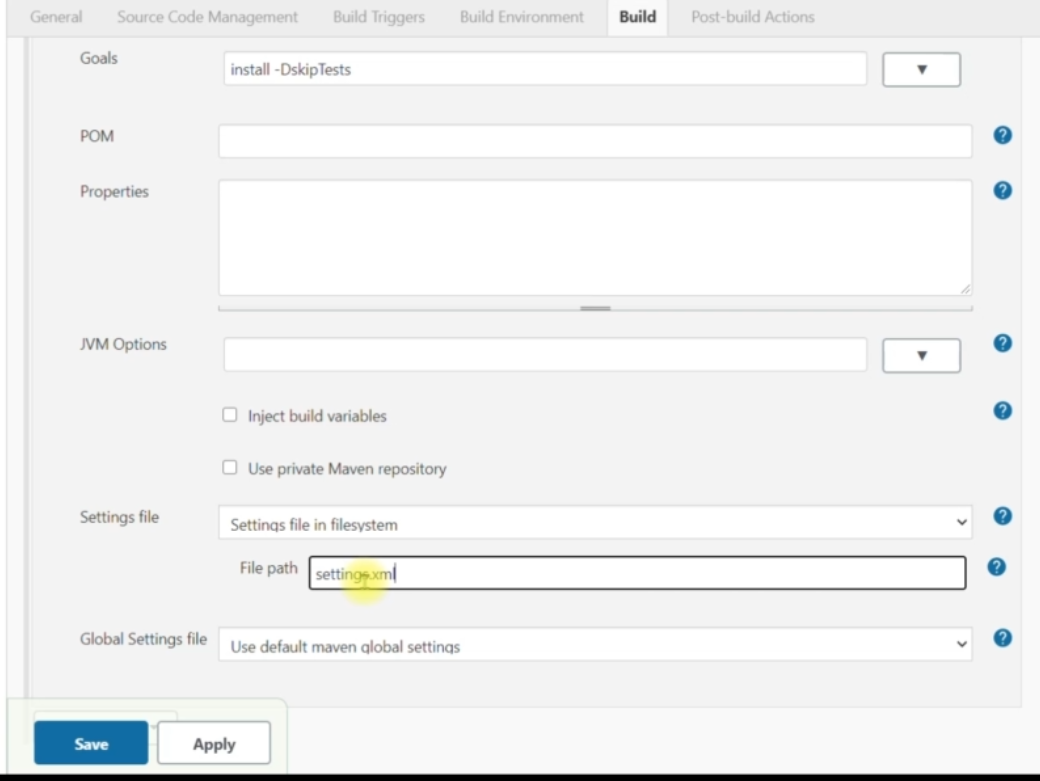 General Source Code Management Build Triggers Build Environment Build Post-build Actions
Goals install -DskipTests ▼
POM ?
Properties ?
JVM Options ▼ ?
Inject build variables ?
Use private Maven repository
Settings file Settings file in filesystem ?
File path settings.xml ?
Global Settings file Use default maven global settings ?
Save Apply